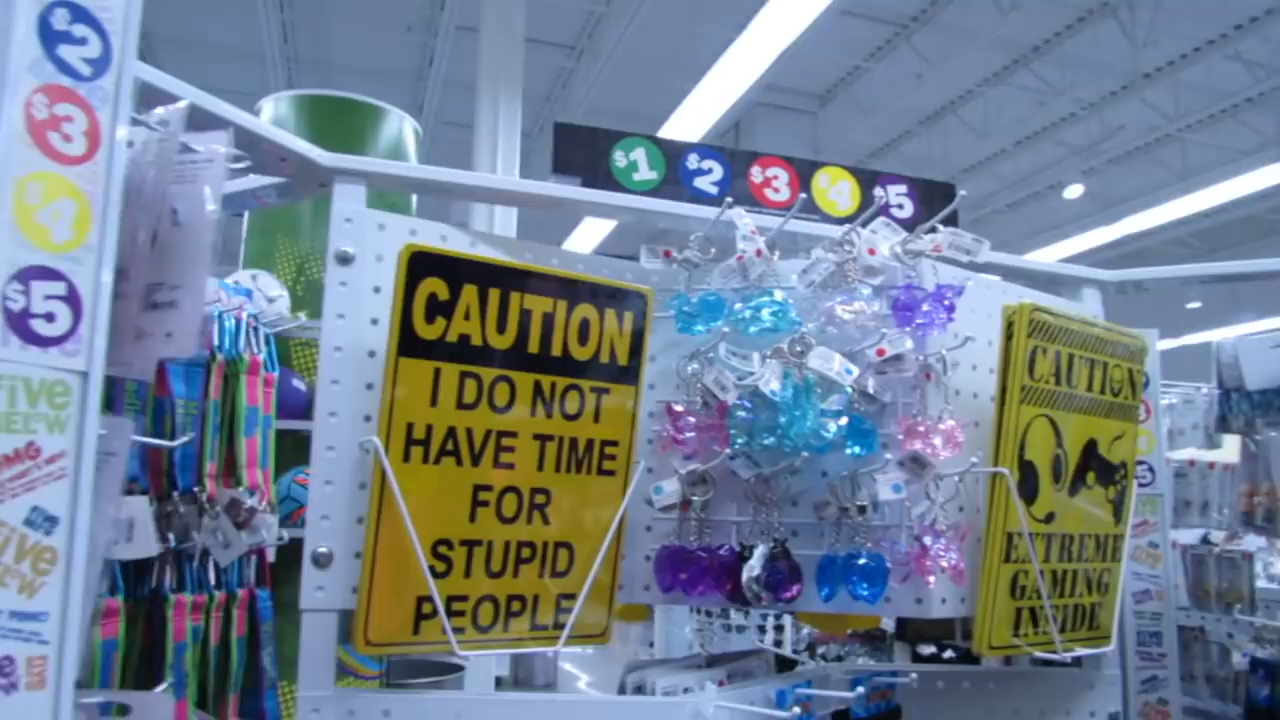 $2
$3
$4
$5
five
$1 $2 $3 $4 $5
CAUTION
I DO NOT
HAVE TIME
FOR
STUPID
PEOPLE
CAUTION
EXTREME
GAMING
INSIDE